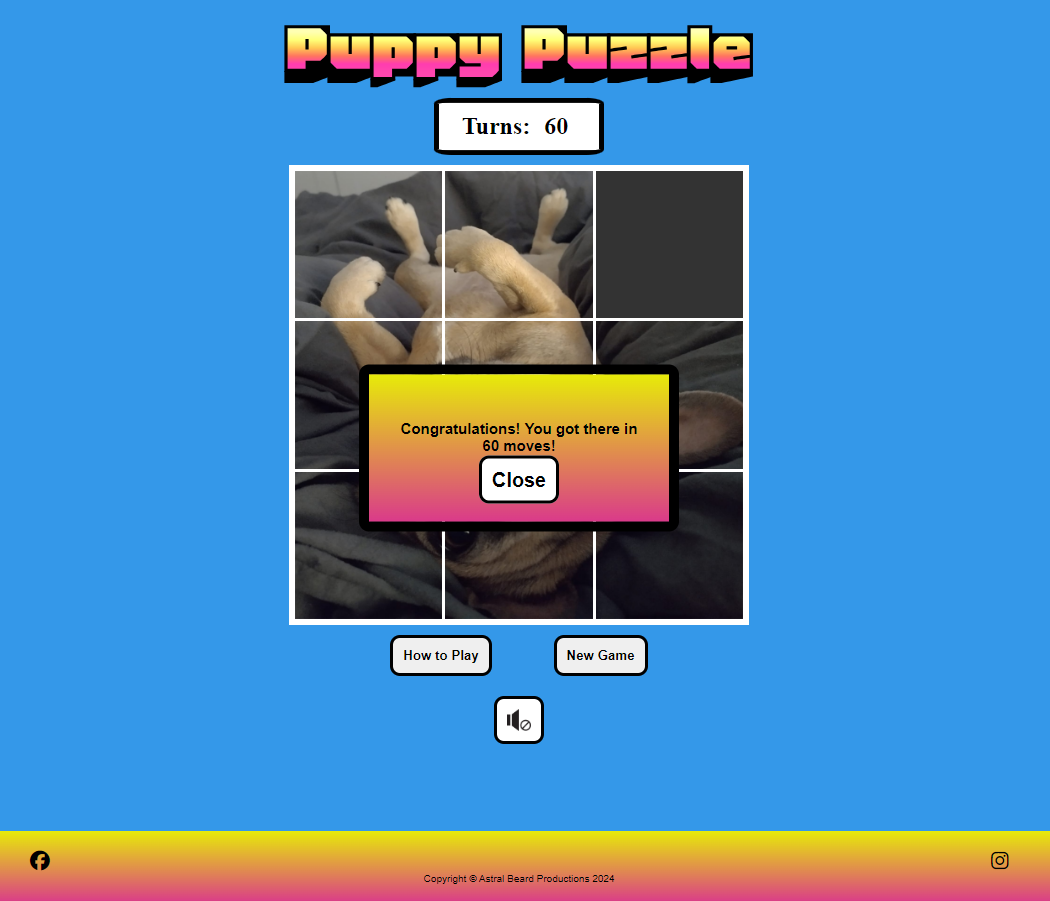 Puppy Puzzle
Turns: 60
Congratulations! You got there in
60 moves!
Close
How to Play
New Game
Copyright © Astral Beard Productions 2024